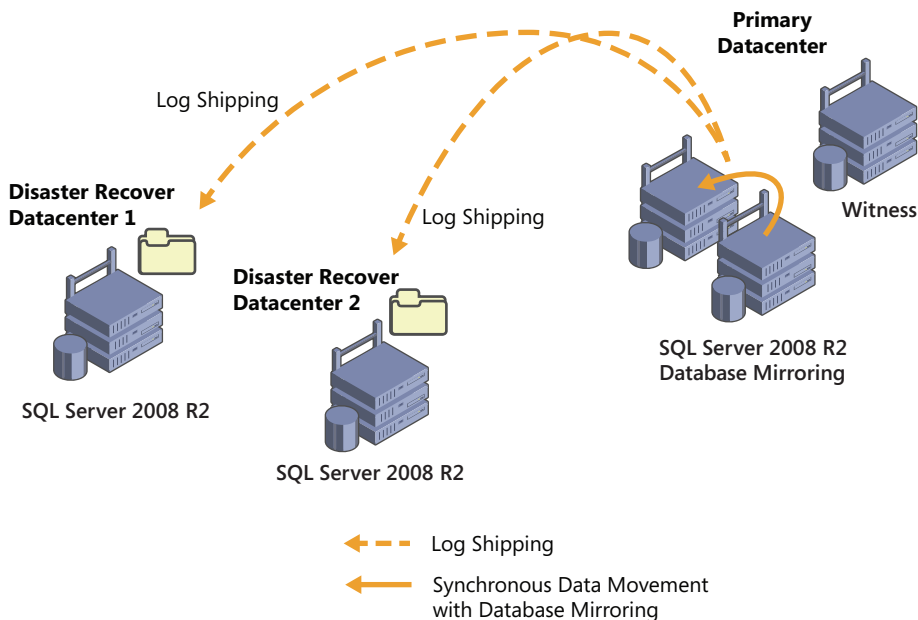 Primary
Datacenter
Log Shipping
Witness
Disaster Recover
Datacenter 1
Log Shipping
Disaster Recover
Datacenter 2
SQL Server 2008 R2
Database Mirroring
SQL Server 2008 R2
SQL Server 2008 R2
Log Shipping
Synchronous Data Movement
with Database Mirroring